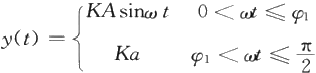 y(t) = { KA sinω t  0 < ωt ≤ φ₁
Ka  φ₁ < ωt ≤ π/2